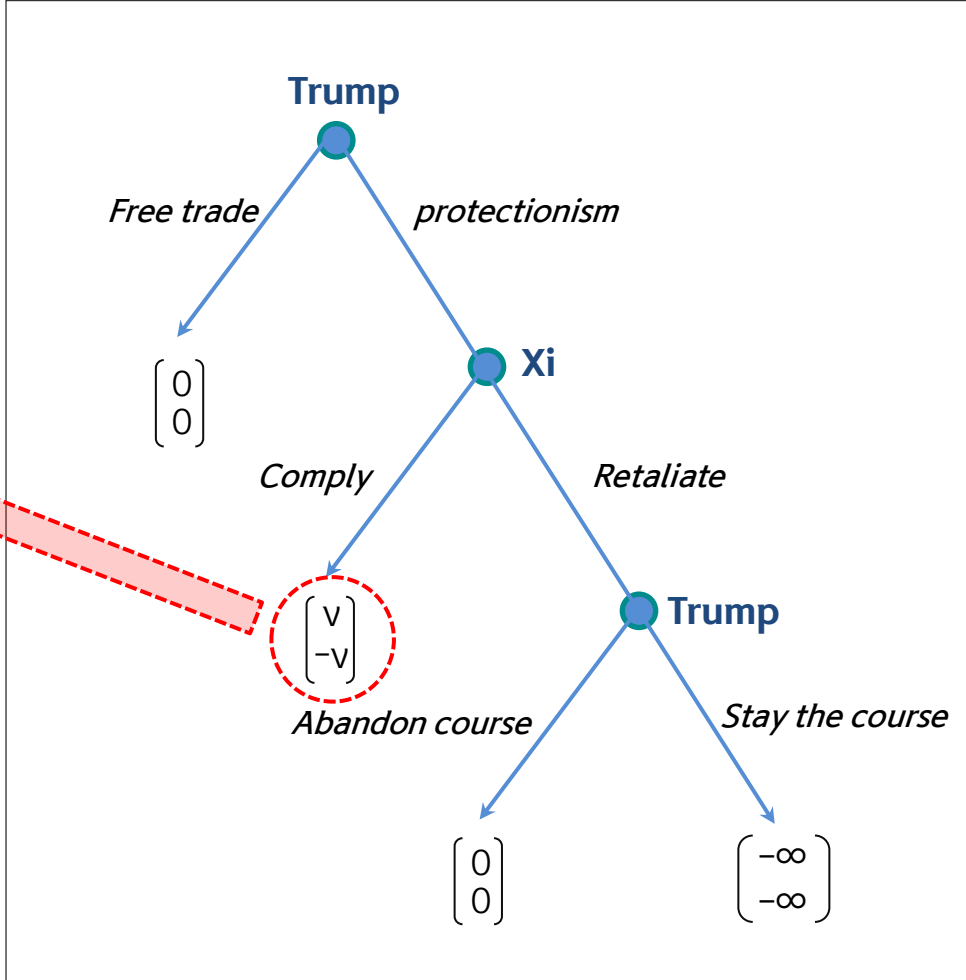 Trump
Free trade
protectionism
Xi
0
0
Comply
Retaliate
ν
−ν
Trump
Abandon course
Stay the course
0
0
−∞
−∞